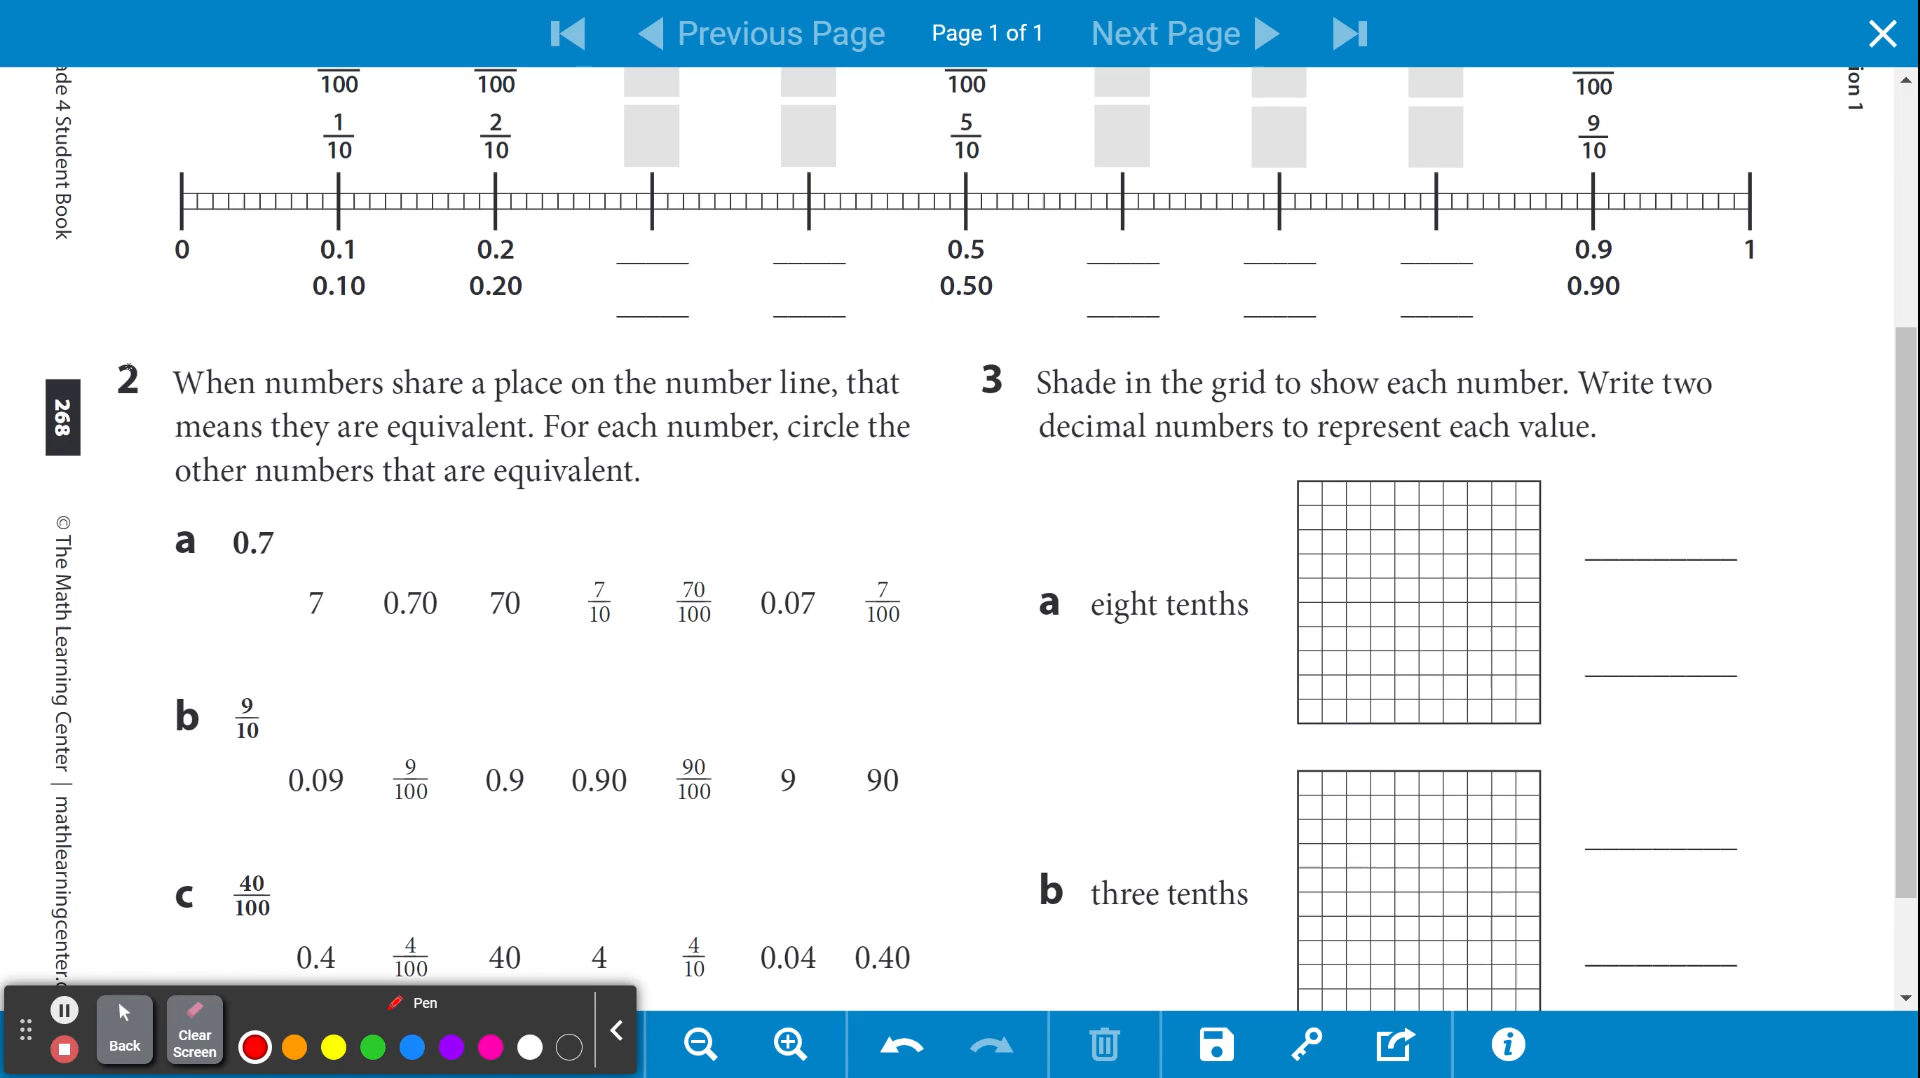 Previous Page Page 1 of 1 Next Page
ade 4 Student Book
ion 1
100 100 100 100
1/10 2/10 5/10 9/10
0 0.1 0.2 0.5 0.9 1
0.10 0.20 0.50 0.90
268
© The Math Learning Center | mathlearningcenter.
2 When numbers share a place on the number line, that
means they are equivalent. For each number, circle the
other numbers that are equivalent.
a 0.7
7 0.70 70 7/10 70/100 0.07 7/100
b 9/10
0.09 9/100 0.9 0.90 90/100 9 90
c 40/100
0.4 4/100 40 4 4/10 0.04 0.40
3 Shade in the grid to show each number. Write two
decimal numbers to represent each value.
a eight tenths
b three tenths
Back
Clear
Screen
Pen